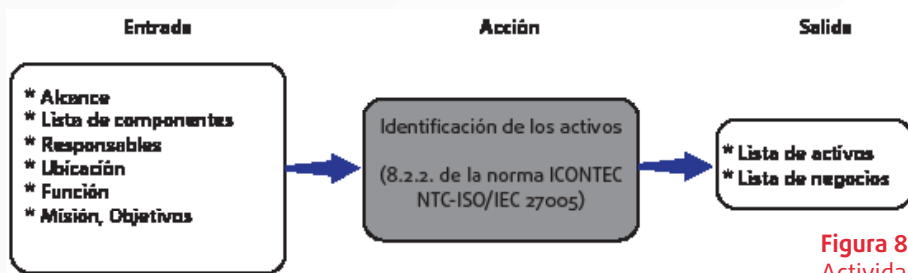 Entrada
Acción
Salida
* Alcance
* Lista de componentes
* Responsables
* Ubicación
* Función
* Misión, Objetivos
Identificación de los activos
(8.2.2. de la norma ICONTEC
NTC-ISO/IEC 27005)
* Lista de activos
* Lista de negocios
Figura 8